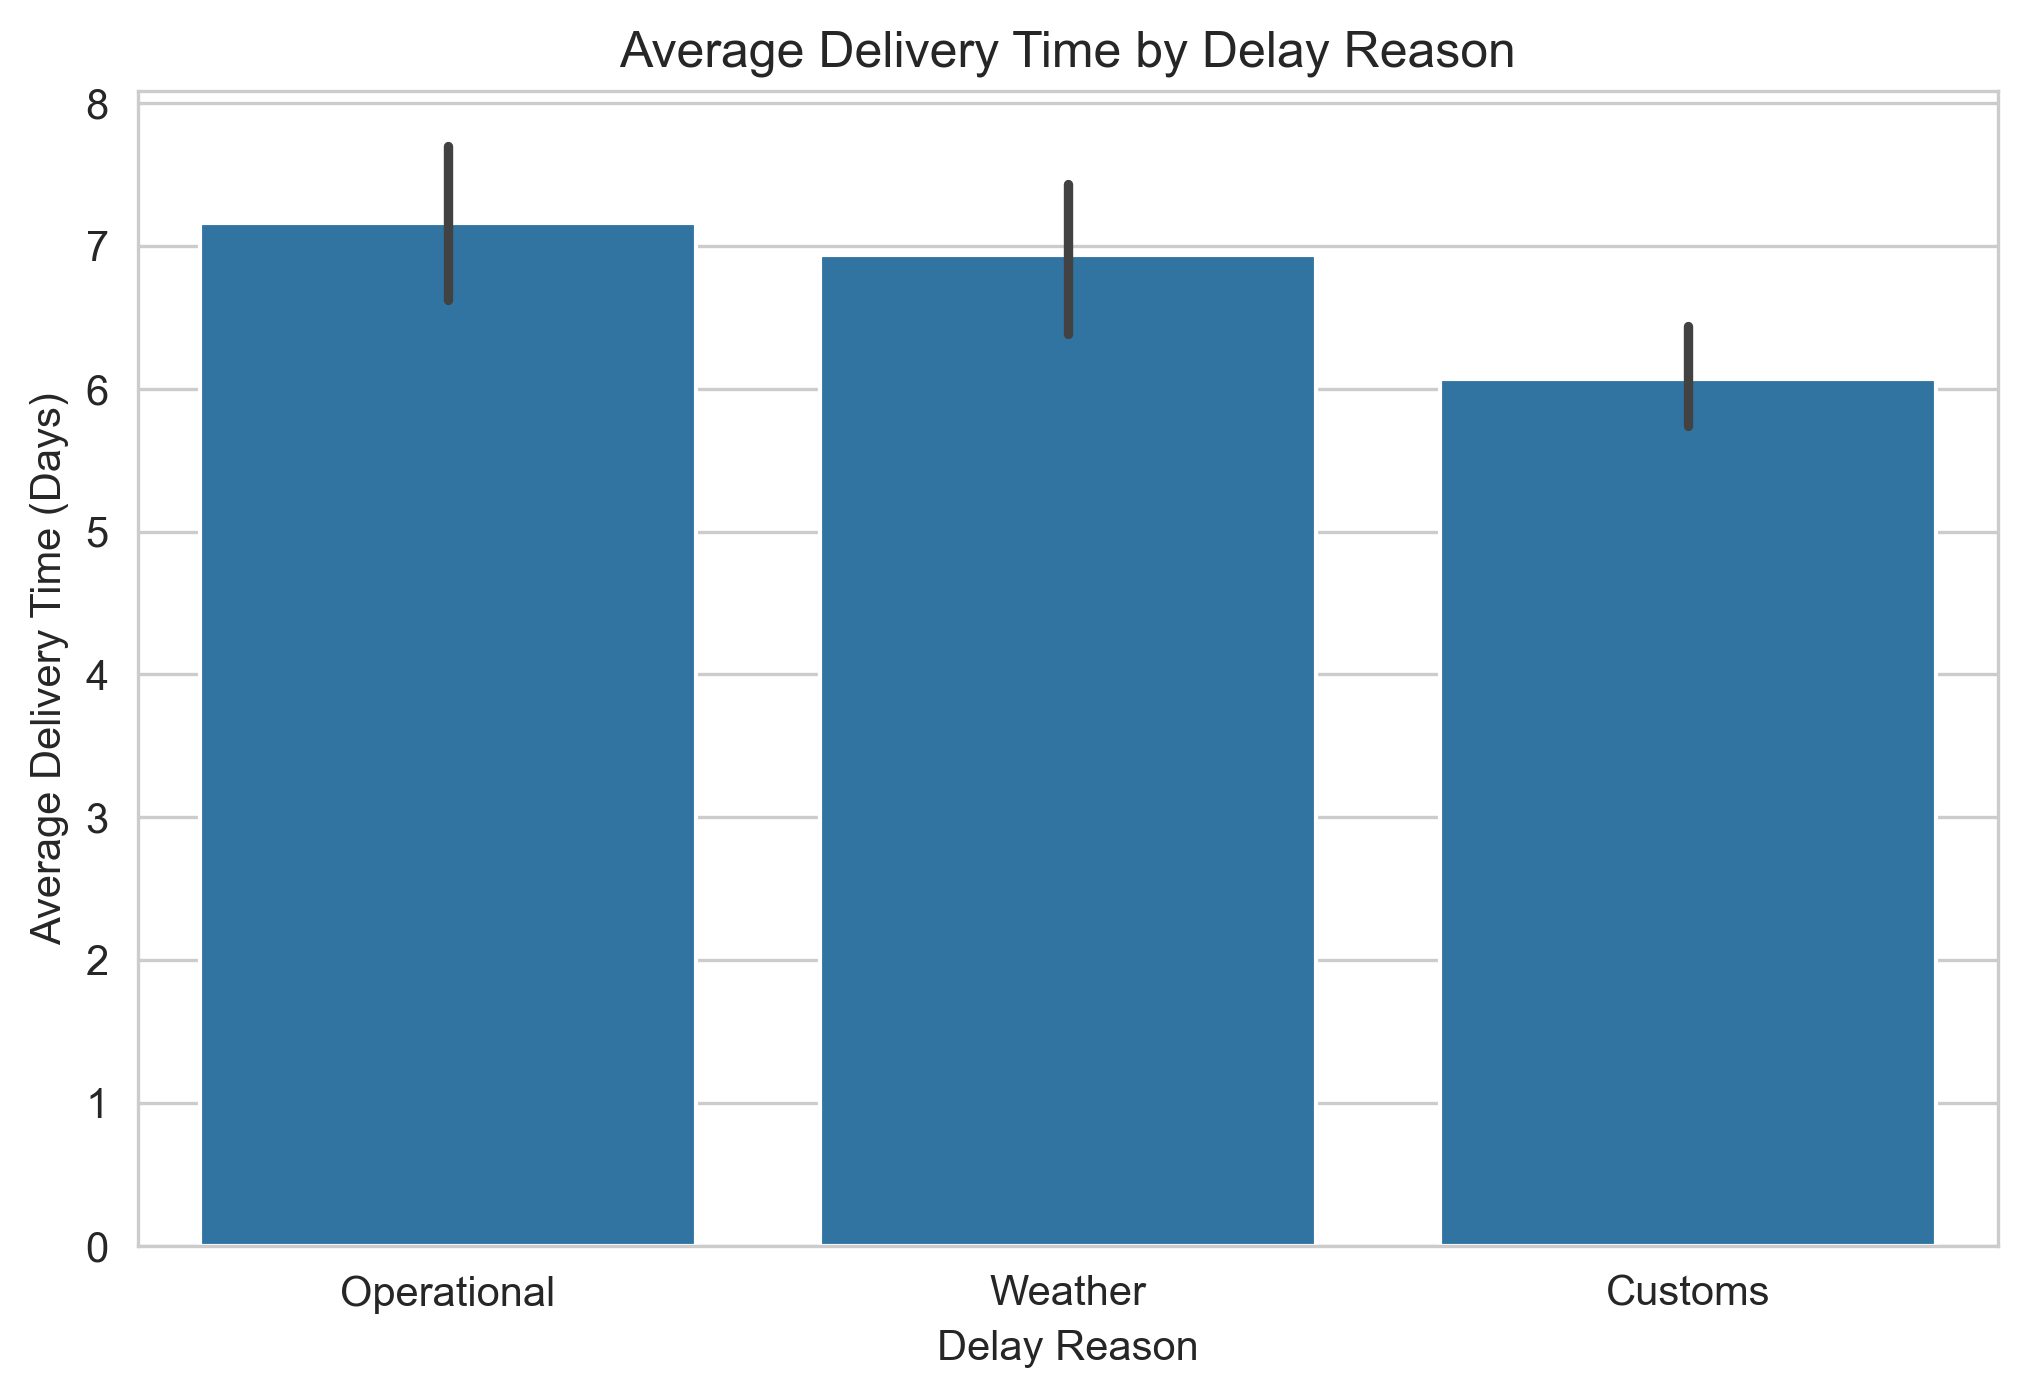 Average Delivery Time by Delay Reason
8
7
6
5
4
3
2
1
0
Average Delivery Time (Days)
Operational
Weather
Customs
Delay Reason